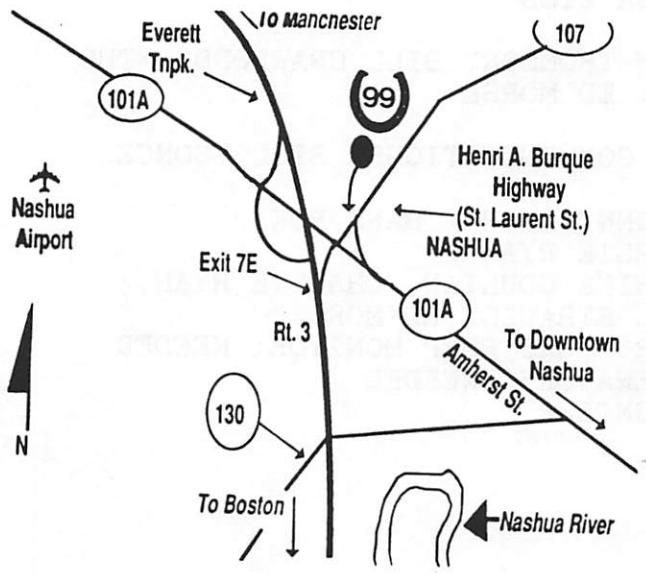 To Manchester
107
Everett
Tnpk.
101A
99
Henri A. Burque
Highway
(St. Laurent St.)
NASHUA
Nashua
Airport
Exit 7E
101A
Rt. 3
To Downtown
Nashua
Amherst St.
130
N
To Boston
Nashua River